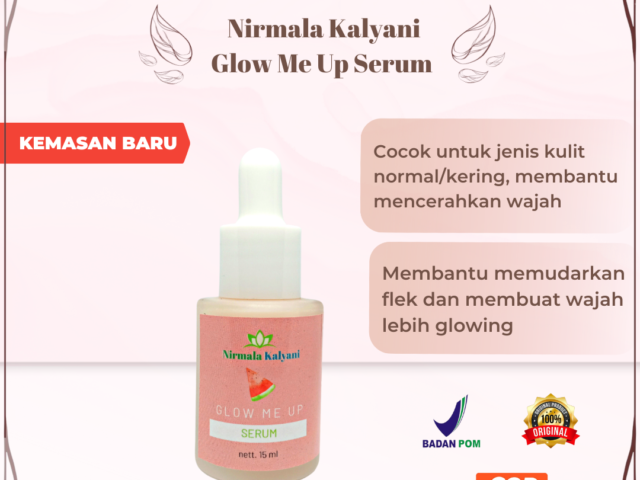 Nirmala Kalyani
Glow Me Up Serum
KEMASAN BARU
Cocok untuk jenis kulit
normal/kering, membantu
mencerahkan wajah
Membantu memudarkan
flek dan membuat wajah
lebih glowing
Nirmala Kalyani
GLOW ME UP
SERUM
nett. 15 ml
BADAN POM
100%
ORIGINAL